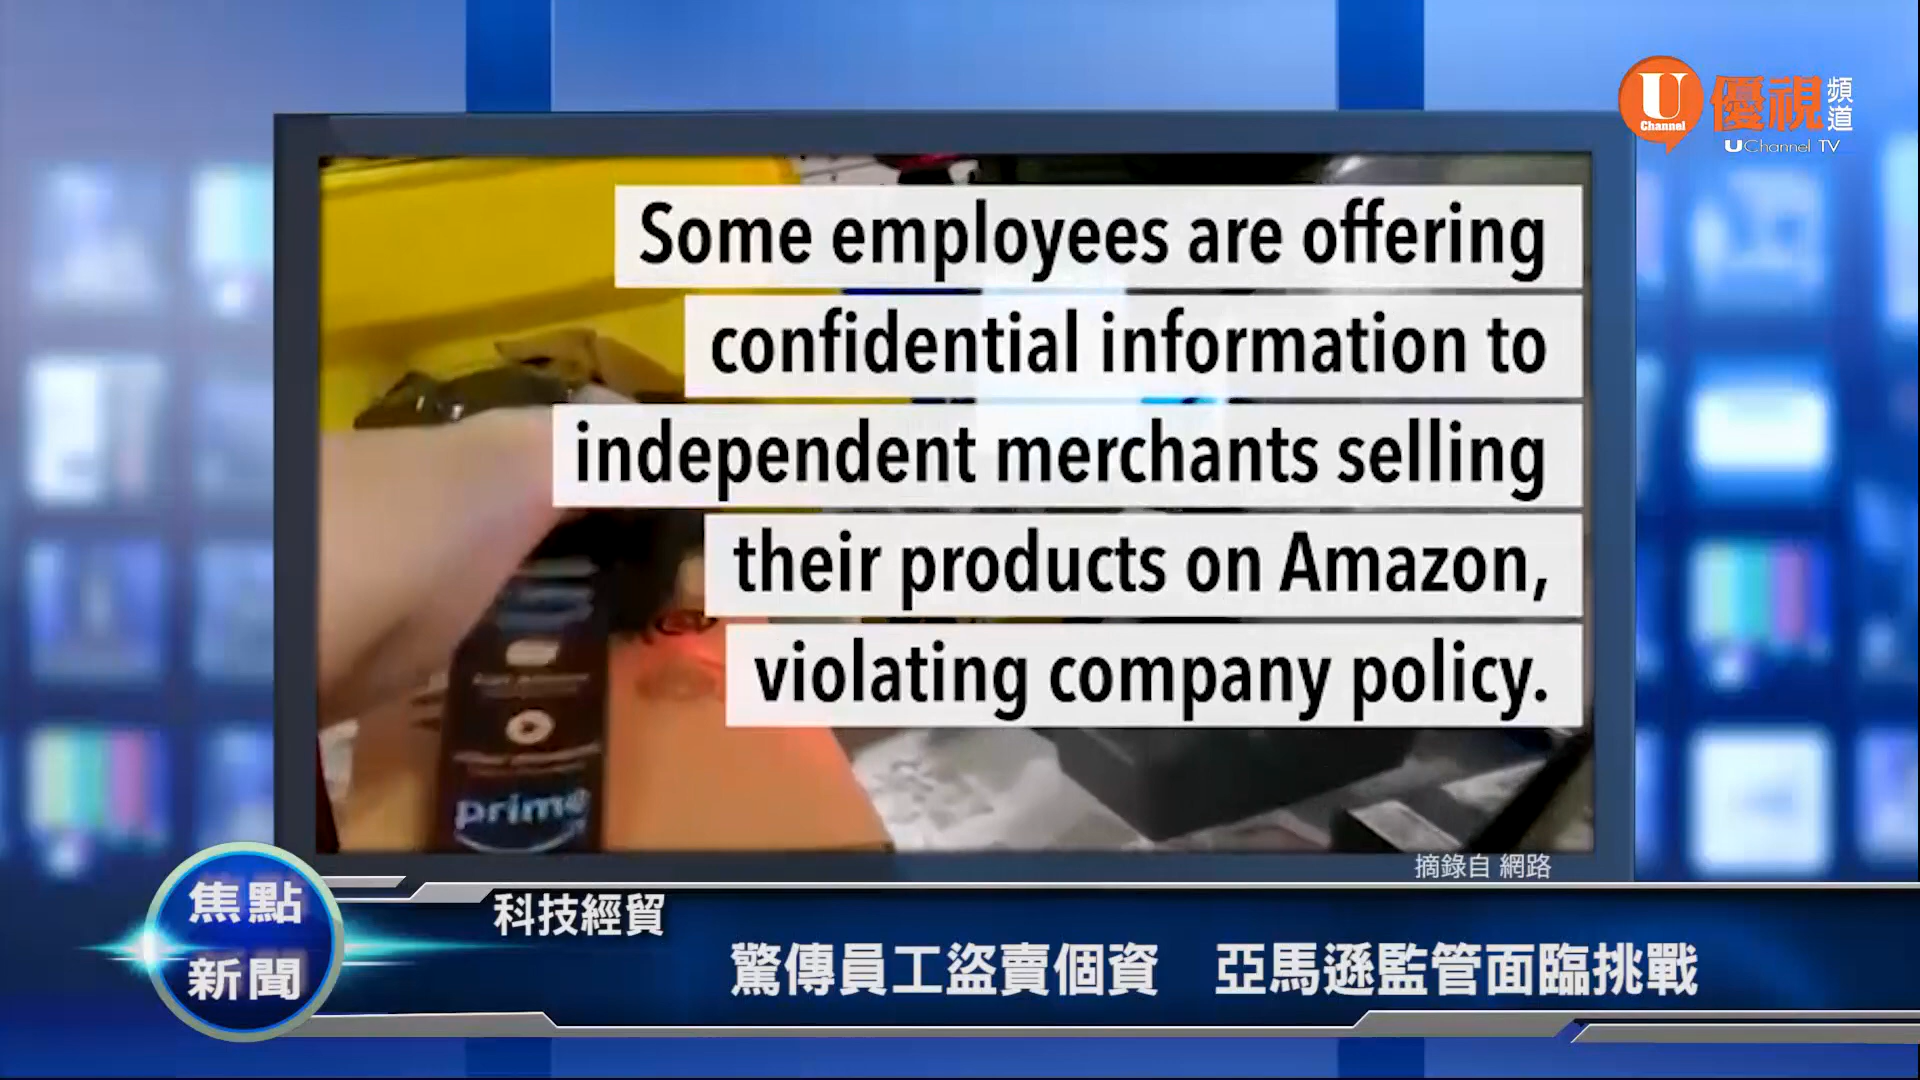 U
Channel
優視
頻道
UChannel TV
Some employees are offering
confidential information to
independent merchants selling
their products on Amazon,
violating company policy.
prime
摘錄自 網路
焦點
新聞
科技經貿
驚傳員工盜賣個資 亞馬遜監管面臨挑戰